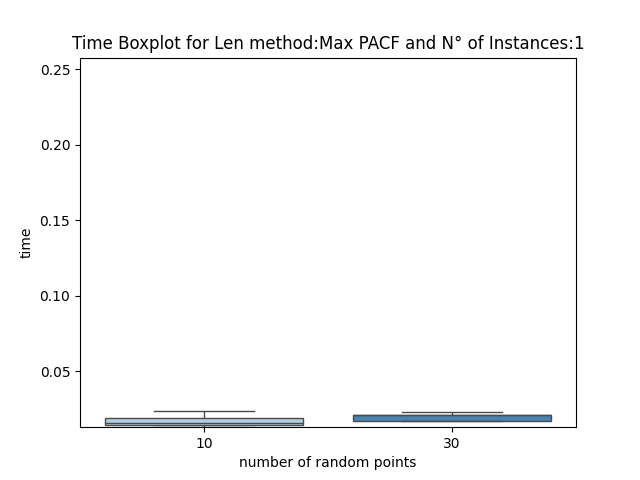 Time Boxplot for Len method:Max PACF and N° of Instances:1
0.25
0.20
0.15
0.10
0.05
time
10
30
number of random points